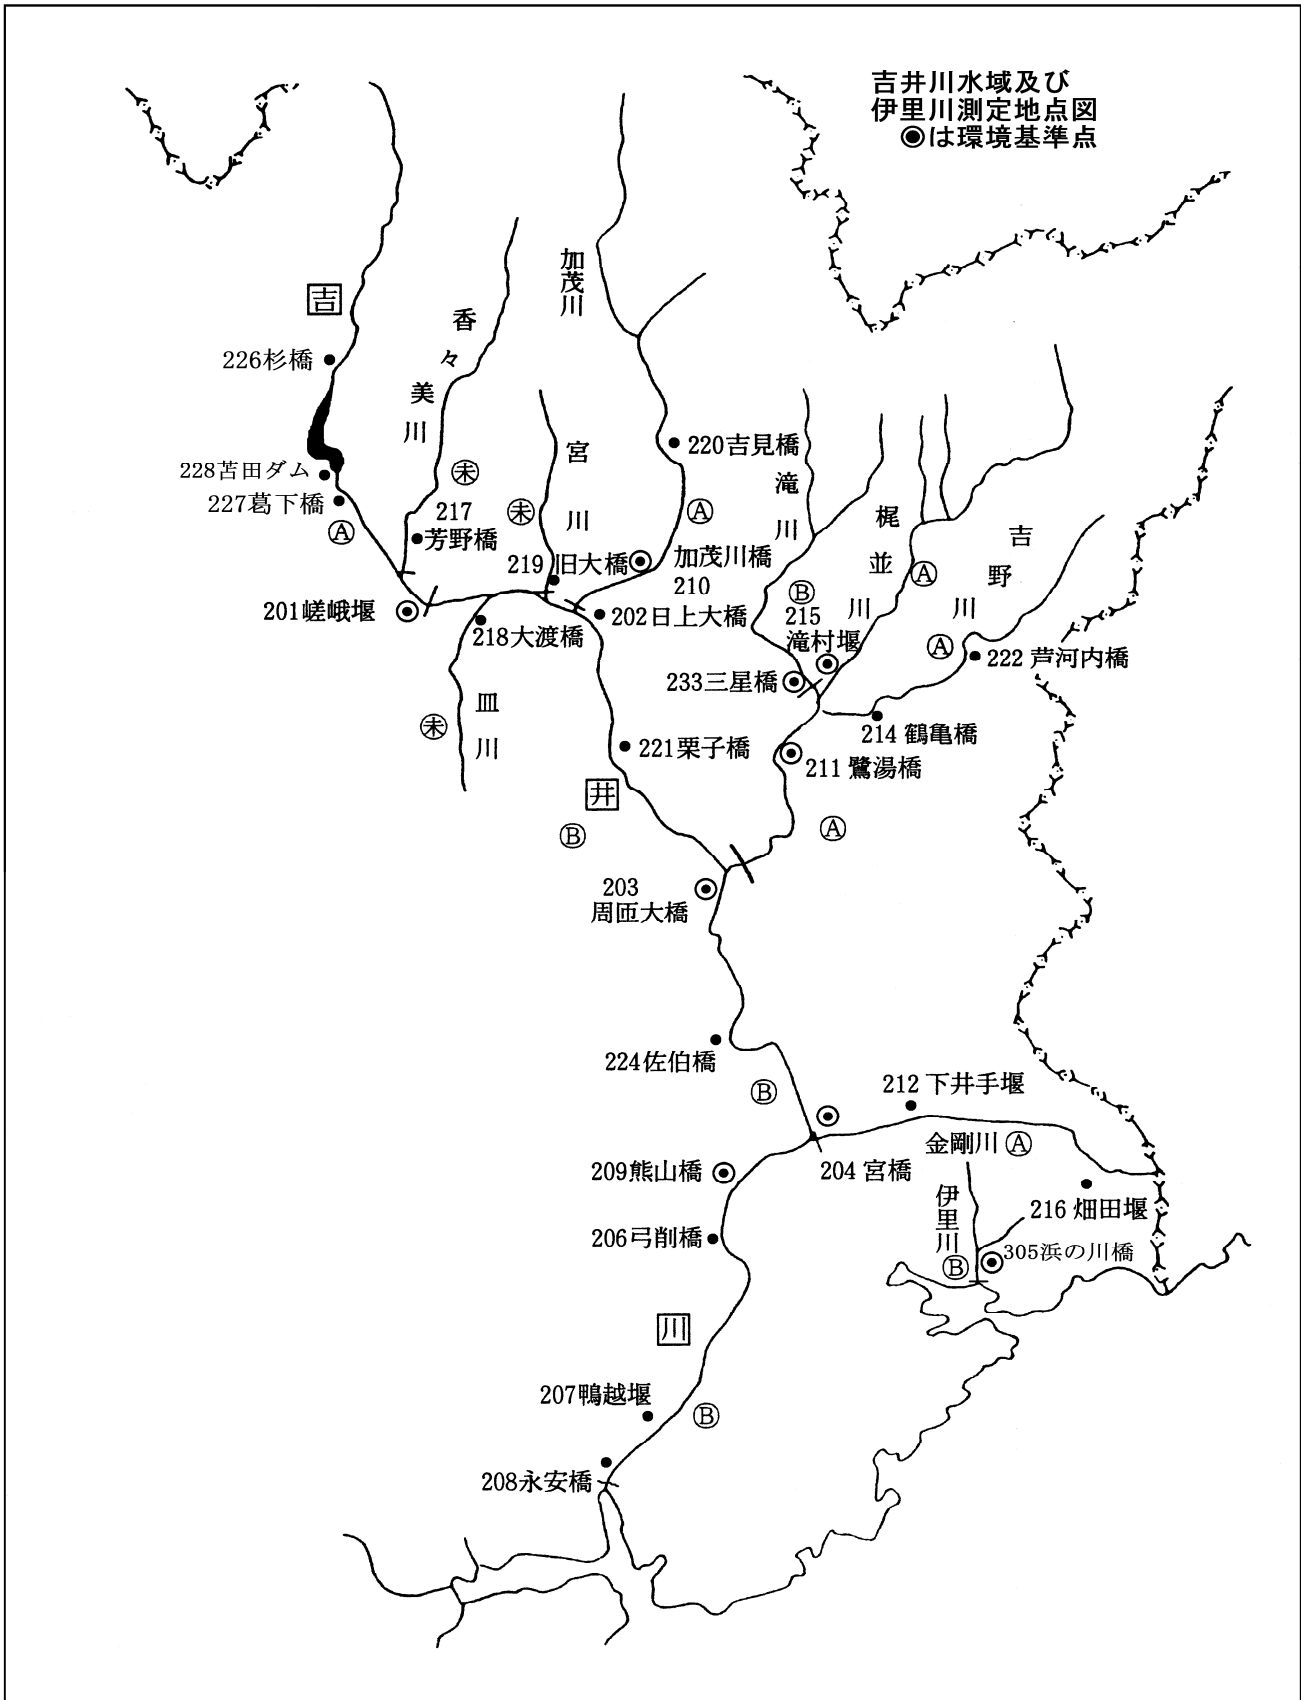 吉井川水域及び
伊里川測定地点図
◉は環境基準点
加茂川
吉
香々美川
226杉橋
宮川
220吉見橋
228苫田ダム
227葛下橋
Ⓐ
㊍
217
芳野橋
未
未
滝川
梶並川
吉野川
Ⓐ
219 旧大橋
加茂川橋
210
Ⓑ
Ⓐ
215
滝村堰
Ⓐ
201嵯峨堰
202日上大橋
218大渡橋
222 芦河内橋
233三星橋
皿川
未
214 鶴亀橋
221栗子橋
211 鷺湯橋
井
Ⓑ
Ⓐ
203
周匝大橋
224佐伯橋
Ⓑ
212 下井手堰
金剛川 Ⓐ
204 宮橋
209熊山橋
伊里川
216 畑田堰
206弓削橋
305浜の川橋
Ⓑ
川
207鴨越堰
Ⓑ
208永安橋